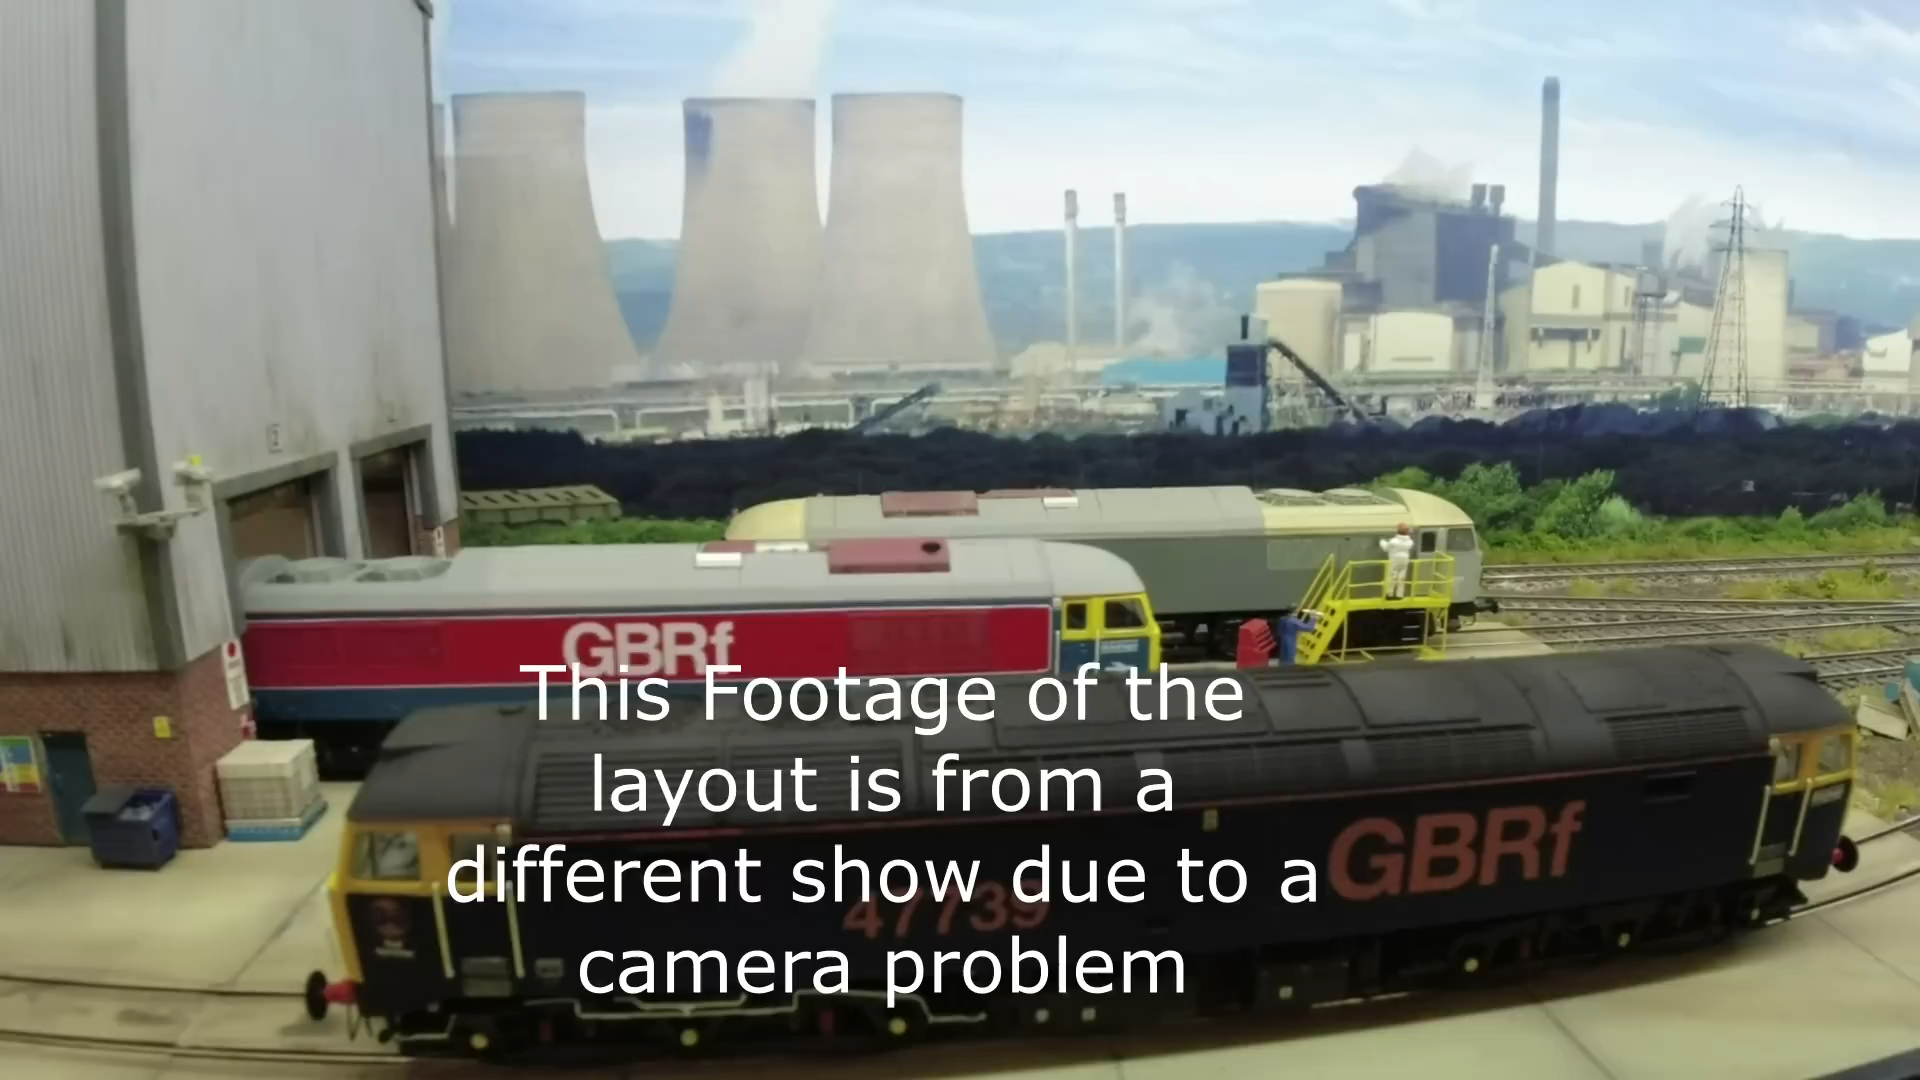 GBRf
This Footage of the
layout is from a
different show due to a
camera problem
GBRf
47739